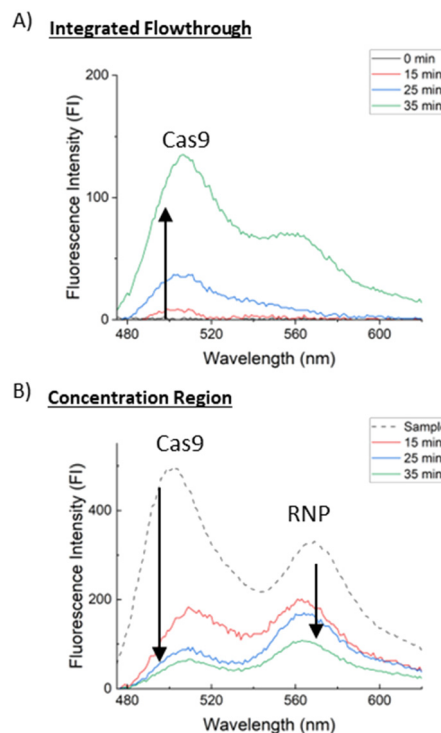 A) Integrated Flowthrough
200
100
0
Fluorescence Intensity (FI)
Cas9
0 min
15 min
25 min
35 min
480 520 560 600
Wavelength (nm)
B) Concentration Region
400
200
0
Fluorescence Intensity (FI)
Cas9
RNP
Sample
15 min
25 min
35 min
480 520 560 600
Wavelength (nm)